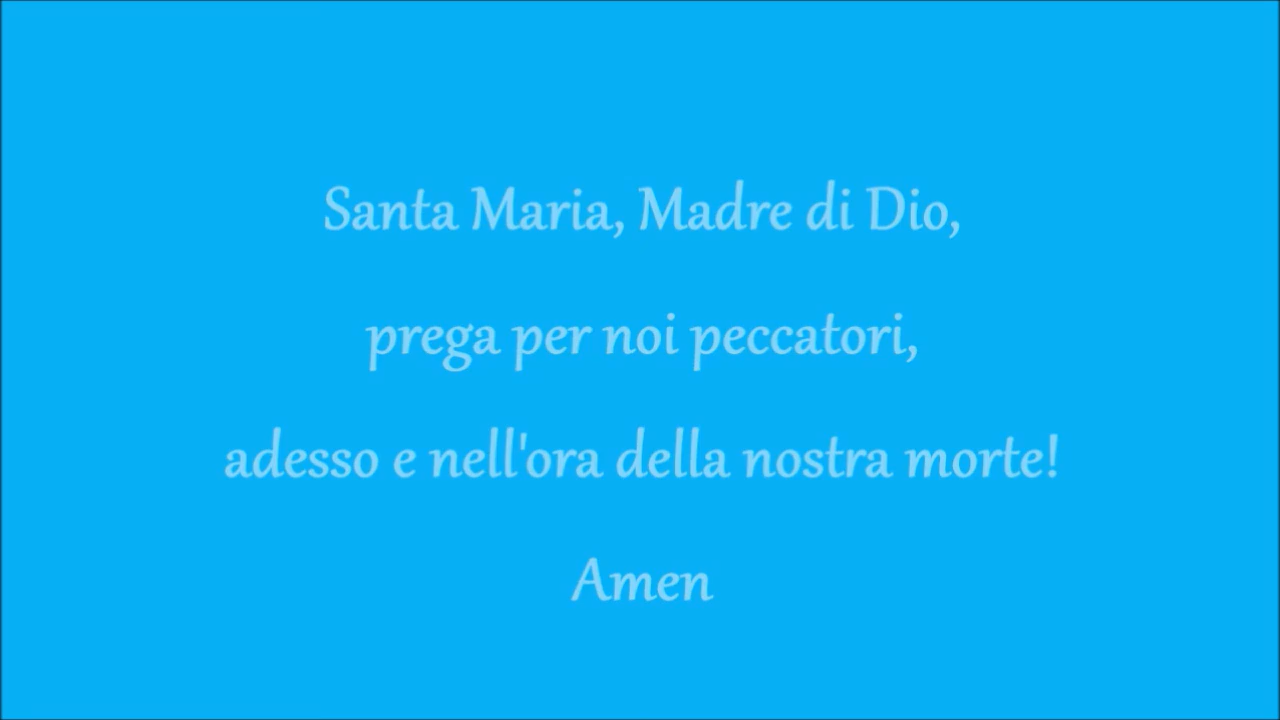 Santa Maria, Madre di Dio,
prega per noi peccatori,
adesso e nell'ora della nostra morte!
Amen